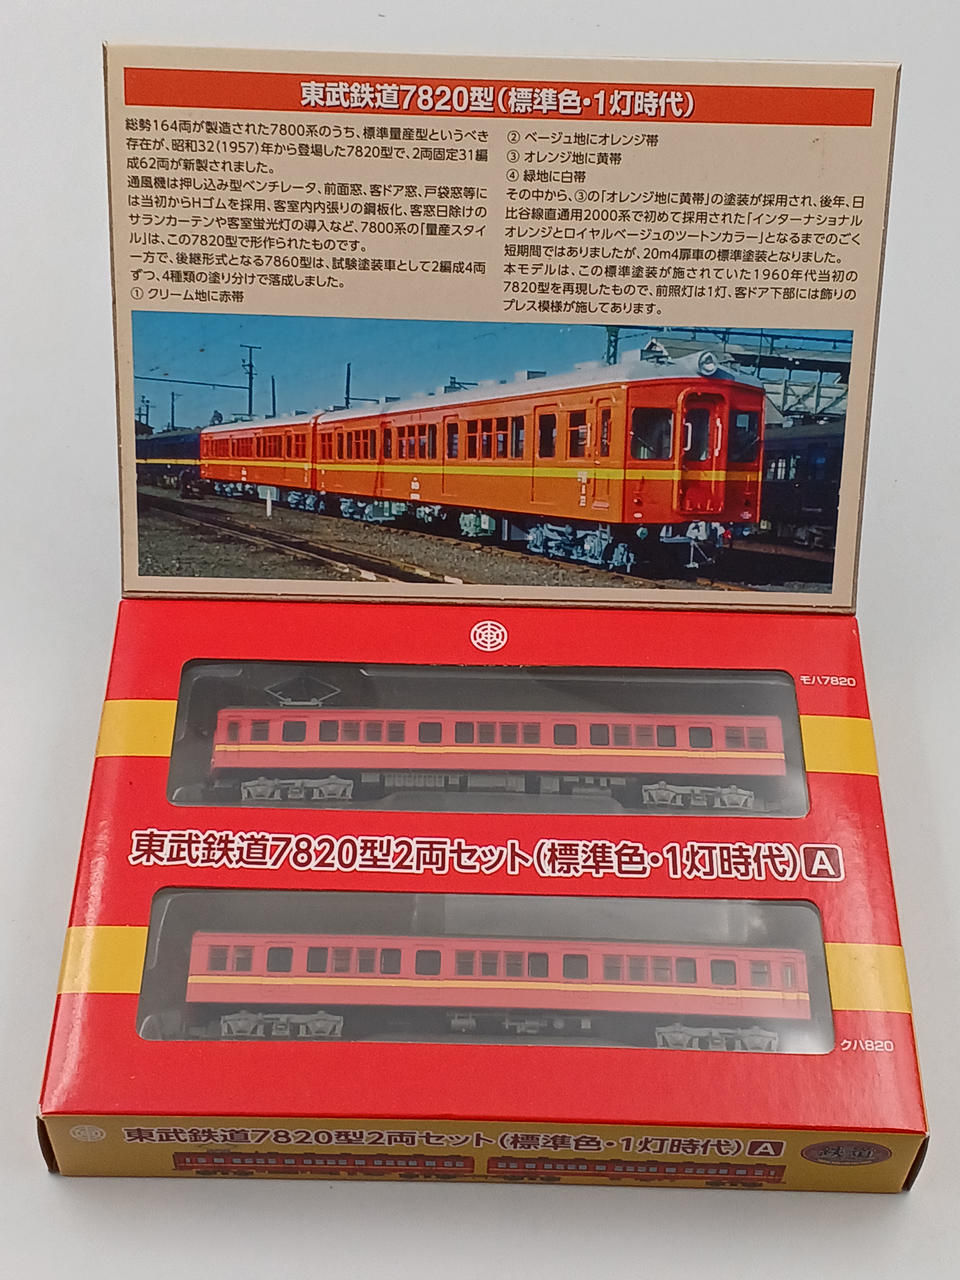 東武鉄道7820型（標準色・1灯時代）
総勢164両が製造された7800系のうち、標準量産型というべき
存在が、昭和32(1957)年から登場した7820型で、2両固定31編
成62両が新製されました。
通風機は押し込み型ベンチレータ、前面窓、客ドア窓、戸袋窓等に
は当初からHゴムを採用、客室内内張りの鋼板化、客窓日除けの
サランカーテンや客室蛍光灯の導入など、7800系の「量産スタイ
ル」は、この7820型で形作られたものです。
一方で、後継形式となる7860型は、試験塗装車として2編成4両
ずつ、4種類の塗り分けで落成しました。
① クリーム地に赤帯
② ベージュ地にオレンジ帯
③ オレンジ地に黄帯
④ 緑地に白帯
その中から、③の「オレンジ地に黄帯」の塗装が採用され、後年、日
比谷線直通用2000系で初めて採用された「インターナショナル
オレンジとロイヤルベージュのツートンカラー」となるまでのごく
短期間ではありましたが、20m4扉車の標準塗装となりました。
本モデルは、この標準塗装が施されていた1960年代当初の
7820型を再現したもので、前照灯は1灯、客ドア下部には飾りの
プレス模様が施してあります。
モハ7820
東武鉄道7820型2両セット（標準色・1灯時代）A
クハ820
東武鉄道7820型2両セット（標準色・1灯時代）A
鉄道